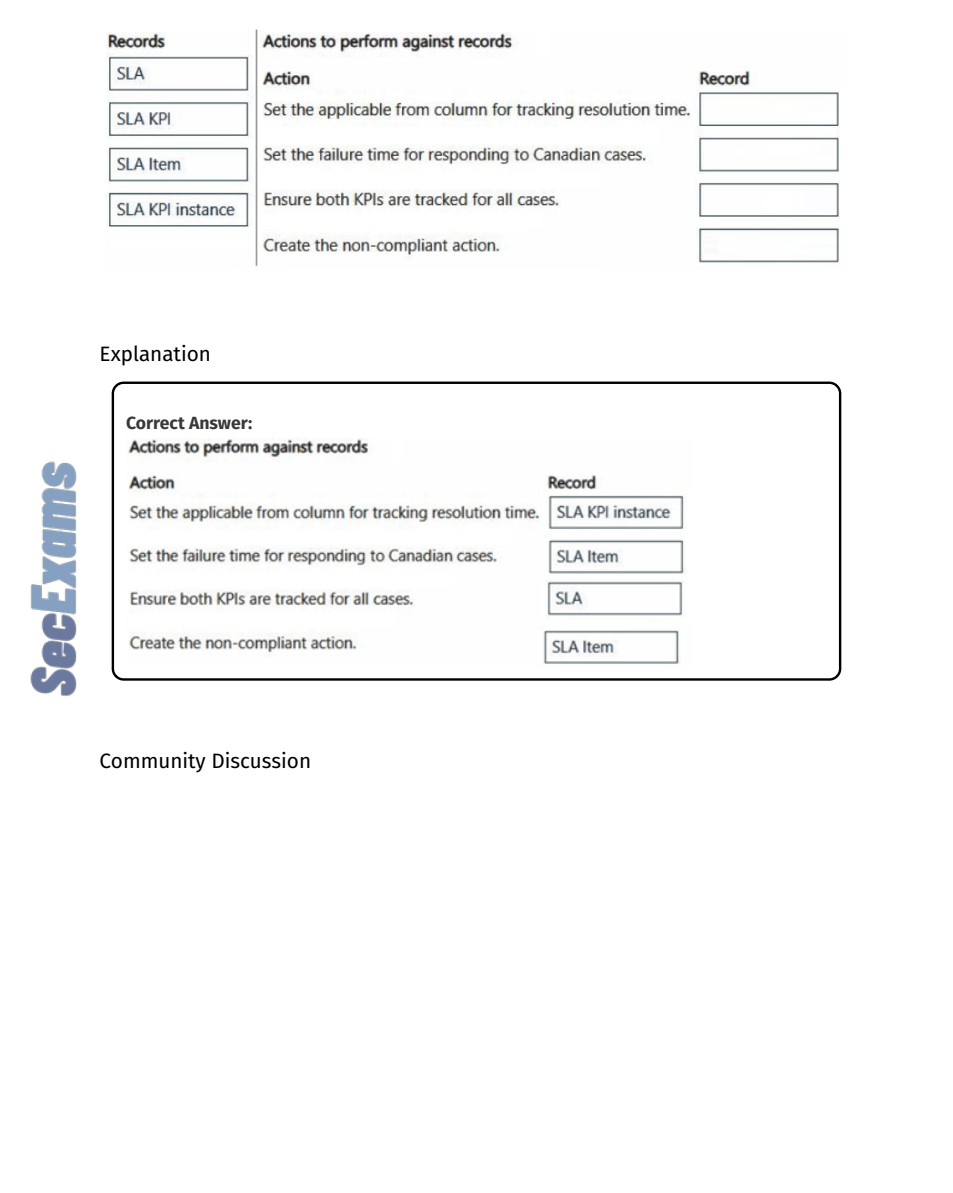 Records
Actions to perform against records
SLA
Action
Record
SLA KPI
Set the applicable from column for tracking resolution time.
SLA Item
Set the failure time for responding to Canadian cases.
SLA KPI instance
Ensure both KPIs are tracked for all cases.
Create the non-compliant action.
Explanation
Correct Answer:
Actions to perform against records
Action
Record
Set the applicable from column for tracking resolution time.
SLA KPI instance
Set the failure time for responding to Canadian cases.
SLA Item
Ensure both KPIs are tracked for all cases.
SLA
Create the non-compliant action.
SLA Item
SecExams
Community Discussion